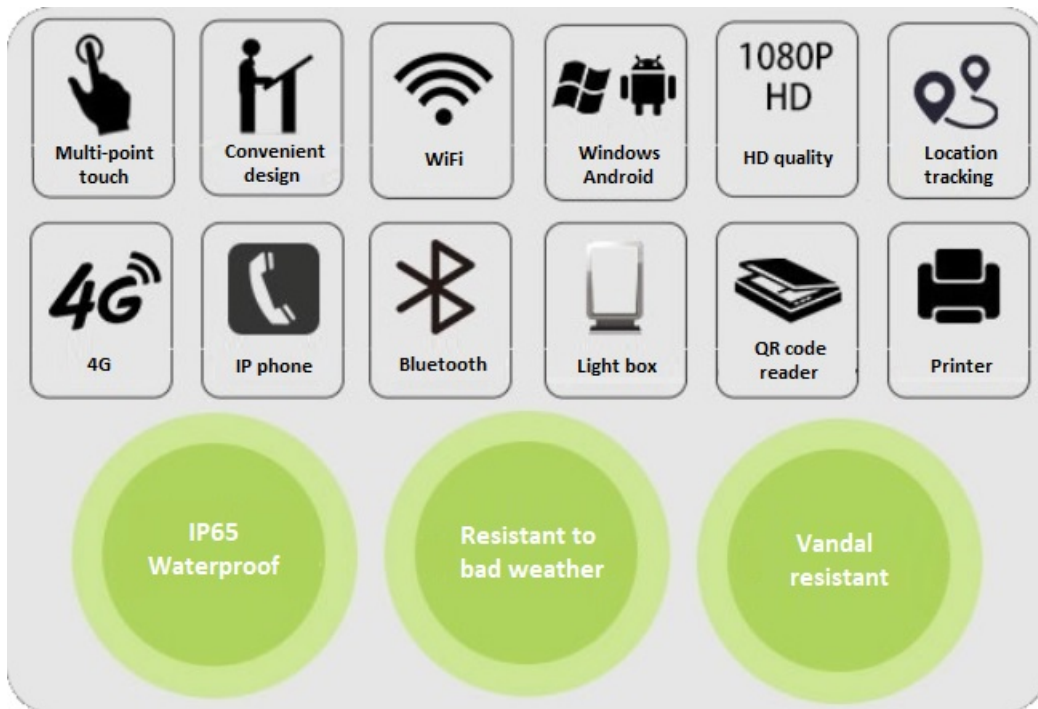 1080P
HD
Multi-point
touch
Convenient
design
WiFi
Windows
Android
HD quality
Location
tracking
4G
4G
IP phone
Bluetooth
Light box
QR code
reader
Printer
IP65
Waterproof
Resistant to
bad weather
Vandal
resistant